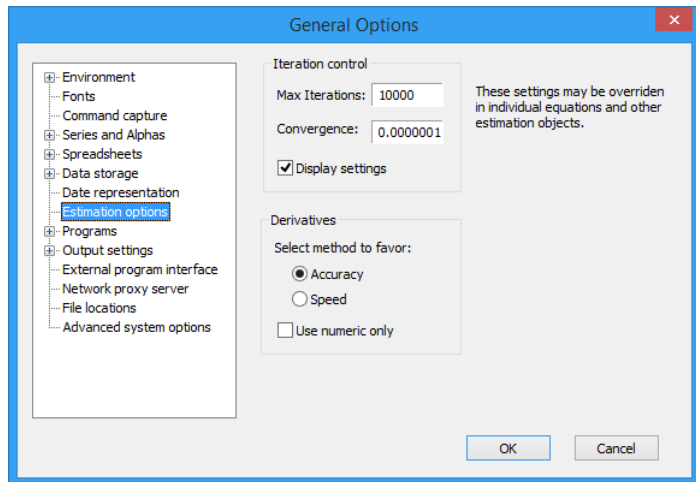 General Options
Environment
Fonts
Command capture
Series and Alphas
Spreadsheets
Data storage
Date representation
Estimation options
Programs
Output settings
External program interface
Network proxy server
File locations
Advanced system options
Iteration control
Max Iterations: 10000
Convergence: 0.0000001
Display settings
These settings may be overriden
in individual equations and other
estimation objects.
Derivatives
Select method to favor:
Accuracy
Speed
Use numeric only
OK
Cancel